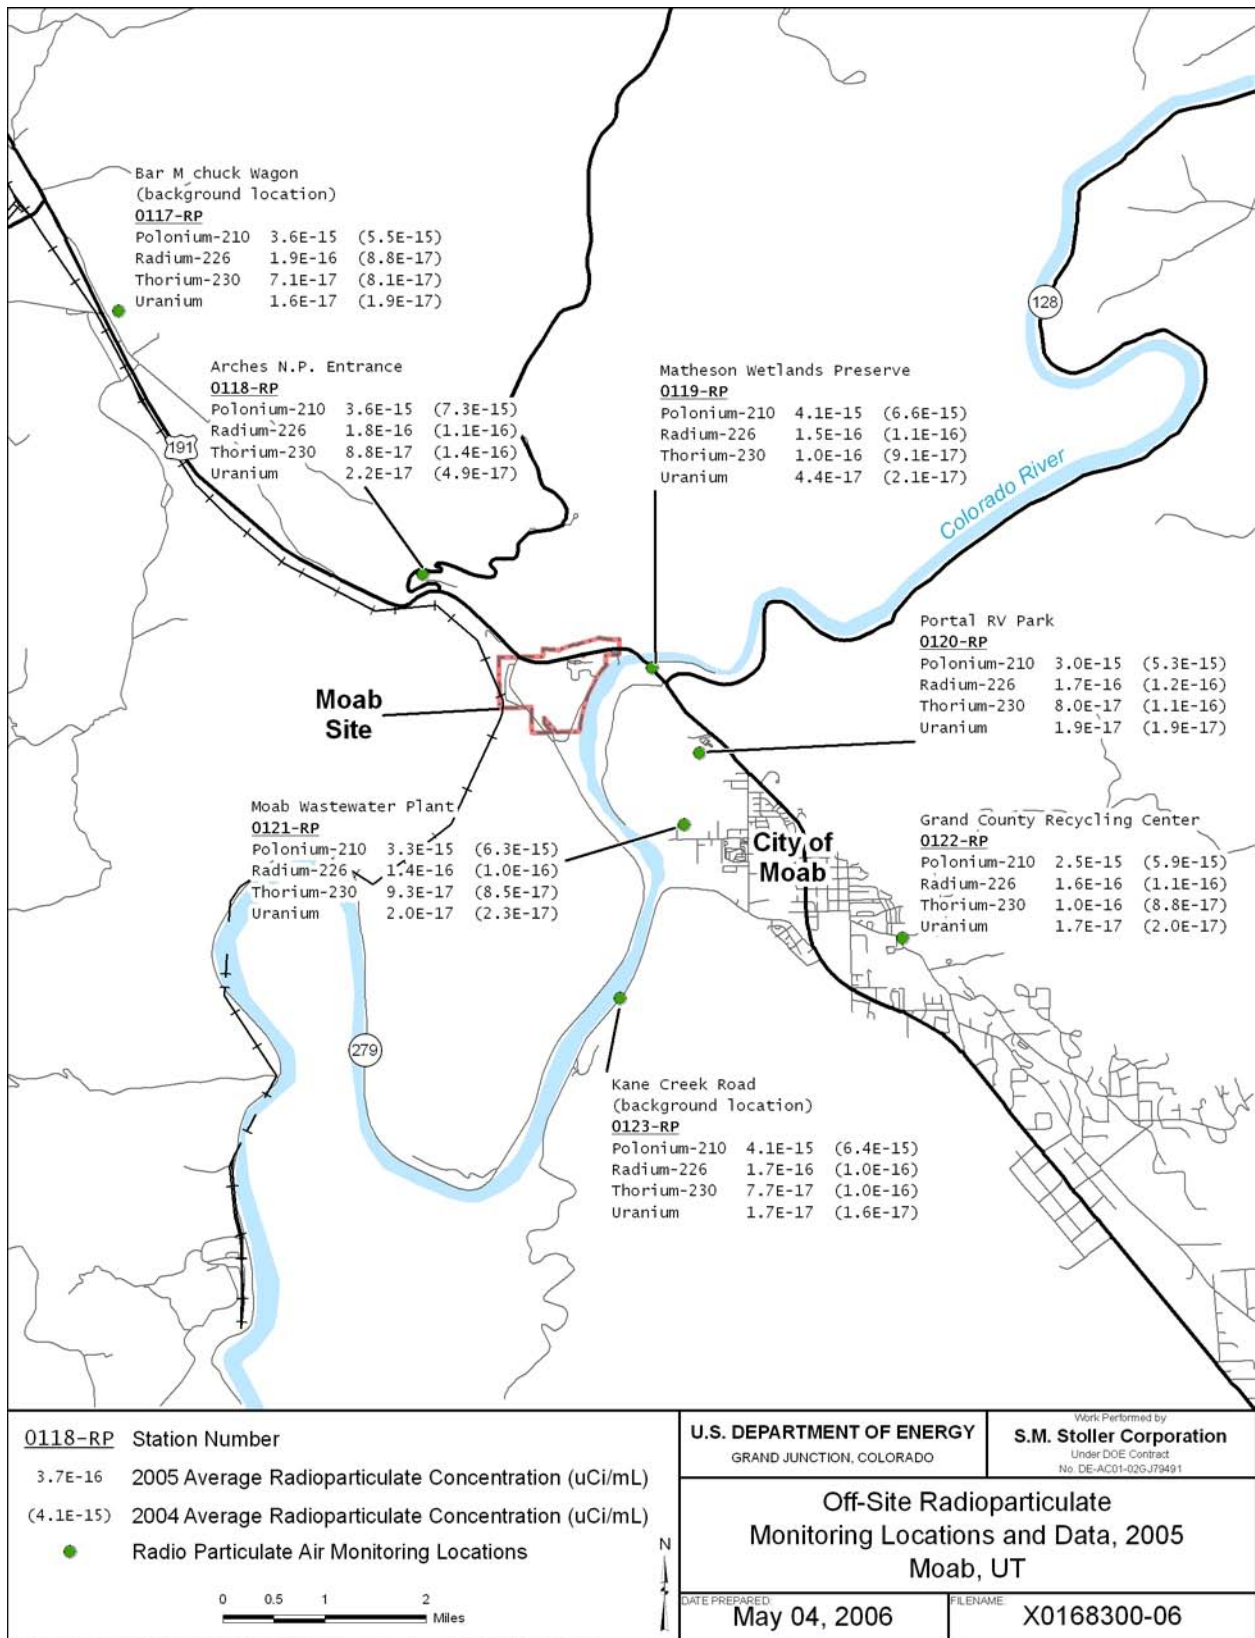 Bar M chuck Wagon
(background location)
0117-RP
Polonium-210 3.6E-15 (5.5E-15)
Radium-226 1.9E-16 (8.8E-17)
Thorium-230 7.1E-17 (8.1E-17)
Uranium 1.6E-17 (1.9E-17)
128
Arches N.P. Entrance
0118-RP
Polonium-210 3.6E-15 (7.3E-15)
Radium-226 1.8E-16 (1.1E-16)
Thorium-230 8.8E-17 (1.4E-16)
Uranium 2.2E-17 (4.9E-17)
Matheson Wetlands Preserve
0119-RP
Polonium-210 4.1E-15 (6.6E-15)
Radium-226 1.5E-16 (1.1E-16)
Thorium-230 1.0E-16 (9.1E-17)
Uranium 4.4E-17 (2.1E-17)
191
Colorado River
Portal RV Park
0120-RP
Polonium-210 3.0E-15 (5.3E-15)
Radium-226 1.7E-16 (1.2E-16)
Thorium-230 8.0E-17 (1.1E-16)
Uranium 1.9E-17 (1.9E-17)
Moab
Site
Moab Wastewater Plant
0121-RP
Polonium-210 3.3E-15 (6.3E-15)
Radium-226 1.4E-16 (1.0E-16)
Thorium-230 9.3E-17 (8.5E-17)
Uranium 2.0E-17 (2.3E-17)
City of
Moab
Grand County Recycling Center
0122-RP
Polonium-210 2.5E-15 (5.9E-15)
Radium-226 1.6E-16 (1.1E-16)
Thorium-230 1.0E-16 (8.8E-17)
Uranium 1.7E-17 (2.0E-17)
279
Kane Creek Road
(background location)
0123-RP
Polonium-210 4.1E-15 (6.4E-15)
Radium-226 1.7E-16 (1.0E-16)
Thorium-230 7.7E-17 (1.0E-16)
Uranium 1.7E-17 (1.6E-17)
0118-RP Station Number
3.7E-16 2005 Average Radioparticulate Concentration (uCi/mL)
(4.1E-15) 2004 Average Radioparticulate Concentration (uCi/mL)
Radio Particulate Air Monitoring Locations
0 0.5 1 2
Miles
N
U.S. DEPARTMENT OF ENERGY
GRAND JUNCTION, COLORADO
Work Performed by
S.M. Stoller Corporation
Under DOE Contract
No. DE-AC01-02GJ79491
Off-Site Radioparticulate
Monitoring Locations and Data, 2005
Moab, UT
DATE PREPARED:
May 04, 2006
FILENAME:
X0168300-06